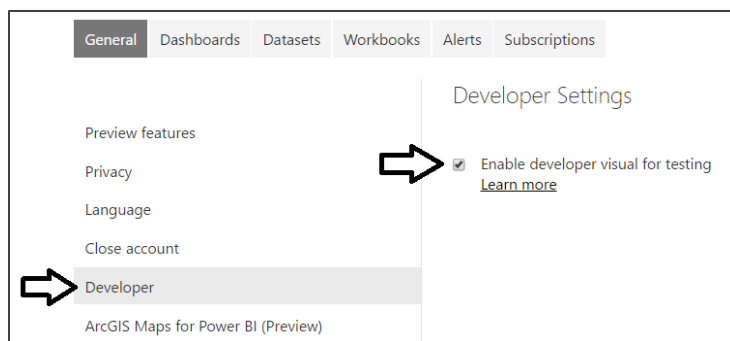 General Dashboards Datasets Workbooks Alerts Subscriptions
Developer Settings
Preview features
Enable developer visual for testing
Privacy
Learn more
Language
Close account
Developer
ArcGIS Maps for Power BI (Preview)